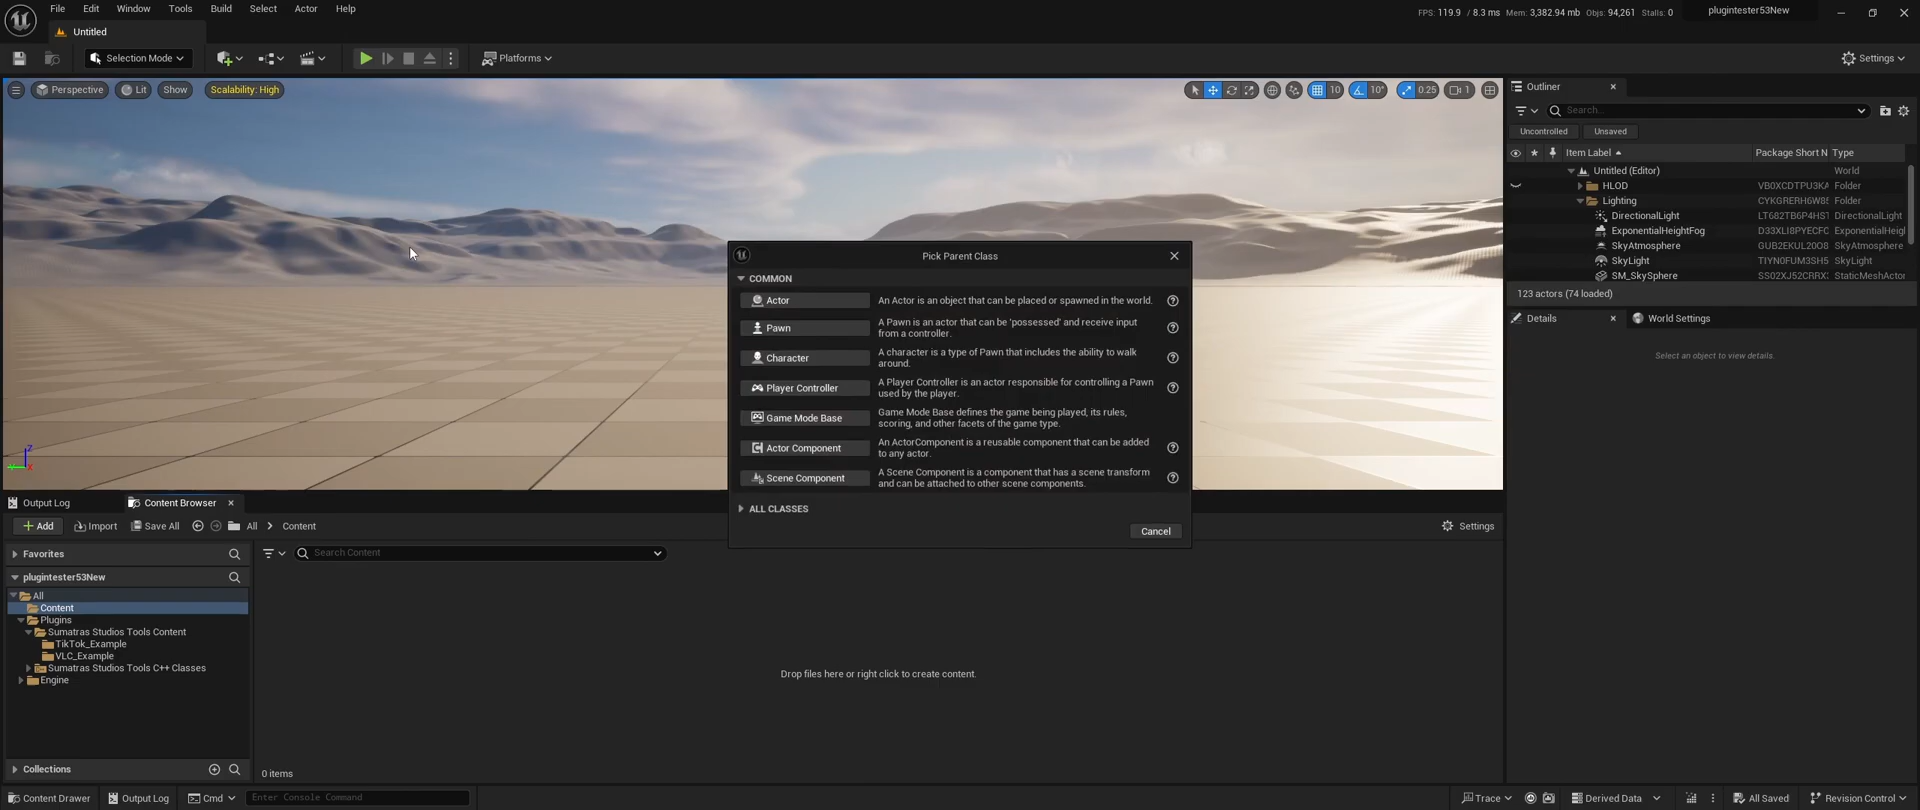 File Edit Window Tools Build Select Actor Help
FPS: 119.9 / 8.3 ms Mem: 3,382.94 mb Objs: 94,261 Stalls: 0
plugintester53New
Untitled
Selection Mode
Platforms
Settings
Perspective Lit Show Scalability: High
10 10° 0.25 1
Outliner
Search...
Uncontrolled Unsaved
Item Label Package Short N Type
Untitled (Editor) World
HLOD Folder
Lighting Folder
DirectionalLight DirectionalLight
ExponentialHeightFog ExponentialHeigl
SkyAtmosphere SkyAtmosphere
SkyLight SkyLight
SM_SkySphere StaticMeshActor
123 actors (74 loaded)
Details World Settings
Select an object to view details.
Pick Parent Class
COMMON
Actor An Actor is an object that can be placed or spawned in the world.
Pawn A Pawn is an actor that can be 'possessed' and receive input
from a controller.
Character A character is a type of Pawn that includes the ability to walk
around.
Player Controller A Player Controller is an actor responsible for controlling a Pawn
used by the player.
Game Mode Base Game Mode Base defines the game being played, its rules,
scoring, and other facets of the game type.
Actor Component An ActorComponent is a reusable component that can be added
to any actor.
Scene Component A Scene Component is a component that has a scene transform
and can be attached to other scene components.
ALL CLASSES
Cancel
Z
Y X
Output Log Content Browser
Add Import Save All All Content
Settings
Favorites
Search Content
plugintester53New
All
Content
Plugins
Sumatras Studios Tools Content
TikTok_Example
VLC_Example
Sumatras Studios Tools C++ Classes
Engine
Drop files here or right click to create content.
Collections
0 items
Content Drawer Output Log Cmd Enter Console Command
Trace Derived Data All Saved Revision Control